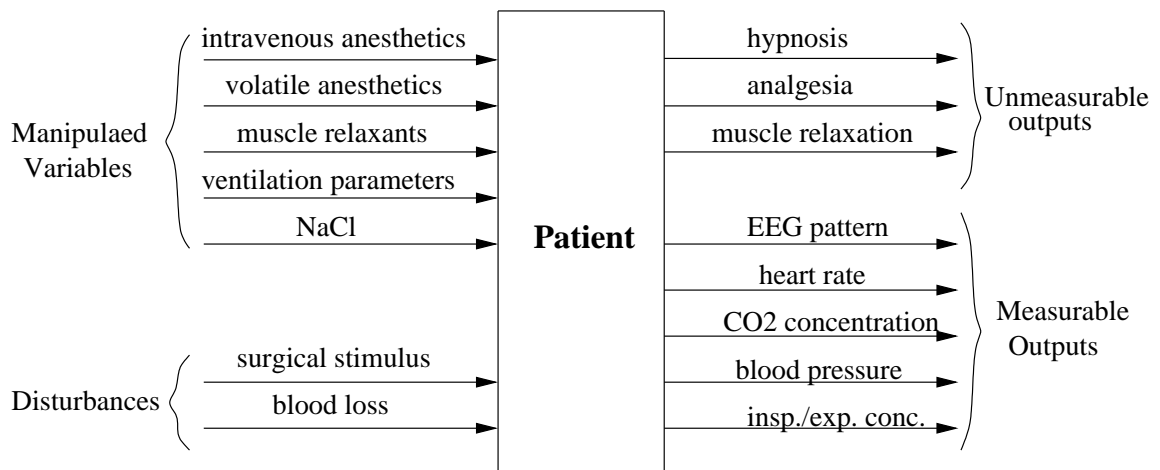 Manipulaed
Variables
intravenous anesthetics
volatile anesthetics
muscle relaxants
ventilation parameters
NaCl
Disturbances
surgical stimulus
blood loss
Patient
hypnosis
analgesia
muscle relaxation
Unmeasurable
outputs
EEG pattern
heart rate
CO2 concentration
blood pressure
insp./exp. conc.
Measurable
Outputs